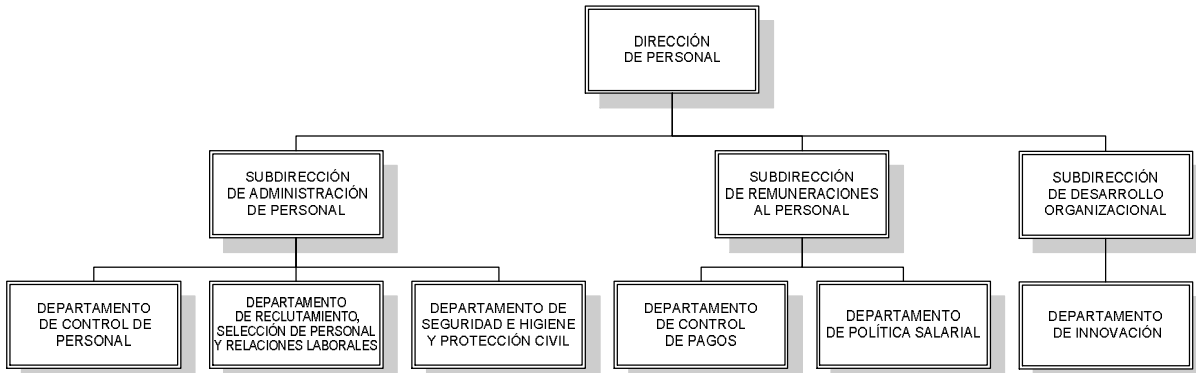 DIRECCIÓN
DE PERSONAL
SUBDIRECCIÓN
DE ADMINISTRACIÓN
DE PERSONAL
SUBDIRECCIÓN
DE REMUNERACIONES
AL PERSONAL
SUBDIRECCIÓN
DE DESARROLLO
ORGANIZACIONAL
DEPARTAMENTO
DE CONTROL DE
PERSONAL
DEPARTAMENTO
DE RECLUTAMIENTO,
SELECCIÓN DE PERSONAL
Y RELACIONES LABORALES
DEPARTAMENTO DE
SEGURIDAD E HIGIENE
Y PROTECCIÓN CIVIL
DEPARTAMENTO
DE CONTROL
DE PAGOS
DEPARTAMENTO
DE POLÍTICA SALARIAL
DEPARTAMENTO
DE INNOVACIÓN